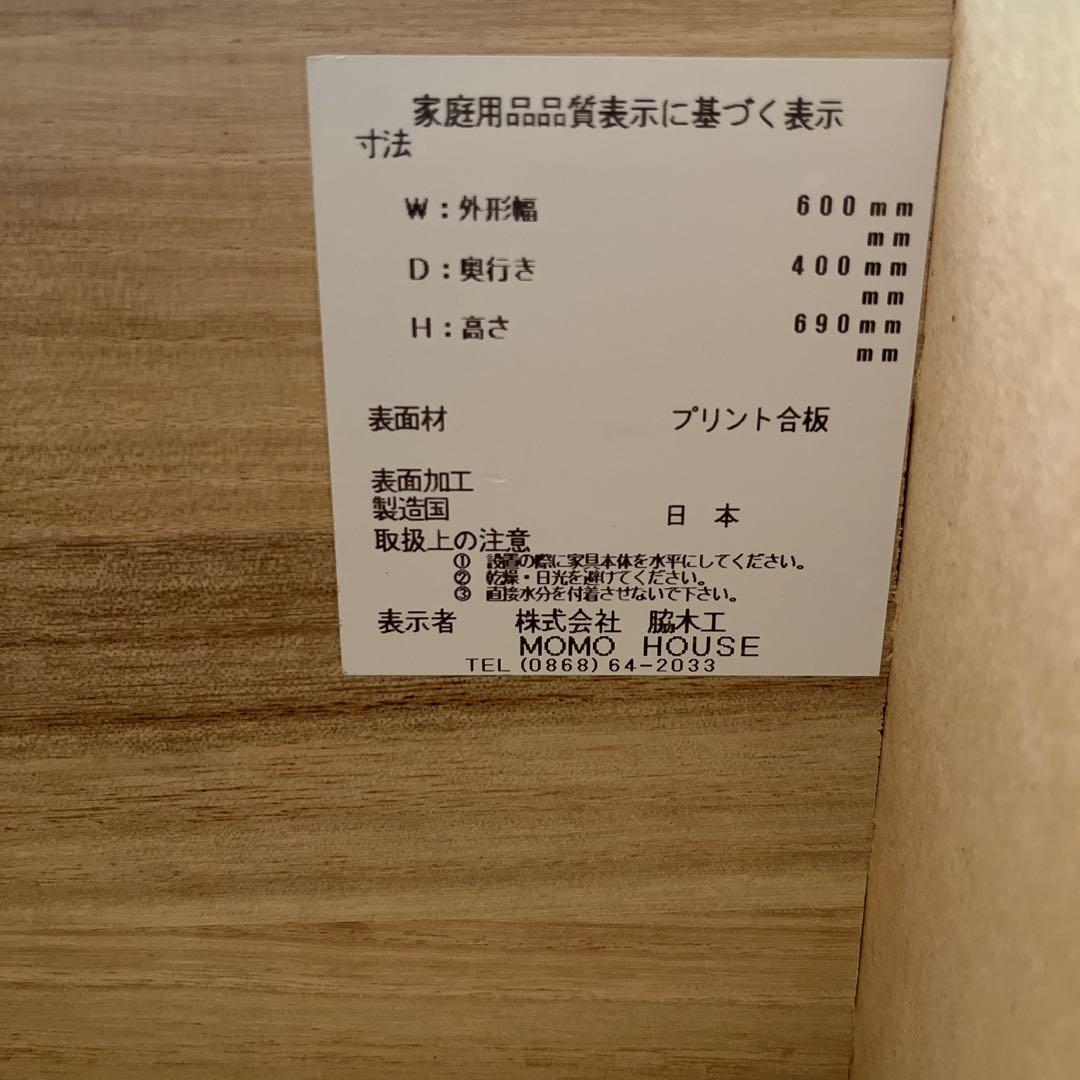 家庭用品品質表示に基づく表示
寸法
W：外形幅 600mm
mm
D：奥行き 400mm
mm
H：高さ 690mm
mm
表面材 プリント合板
表面加工
製造国 日 本
取扱上の注意
① 設置の際に家具本体を水平にしてください。
② 乾燥・日光を避けてください。
③ 直接水分を付着させないで下さい。
表示者 株式会社 脇木工
MOMO HOUSE
TEL(0868)64-2033